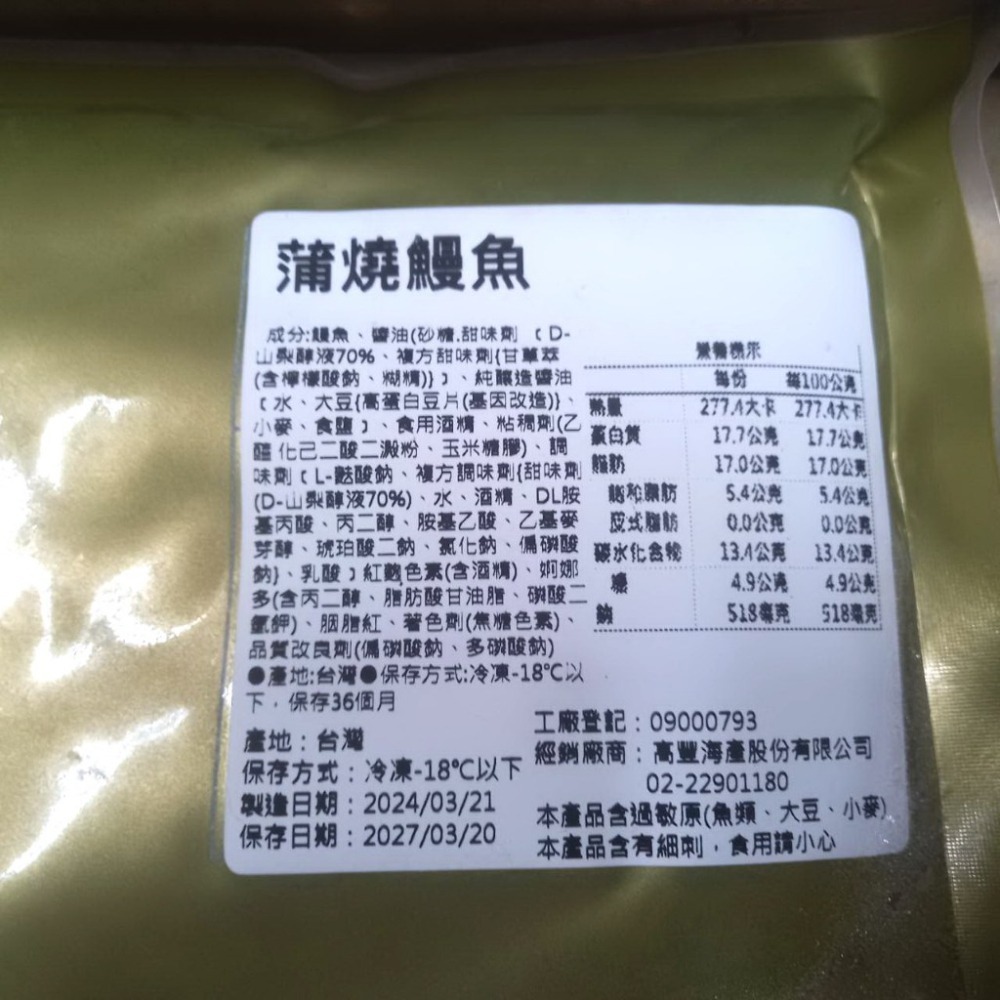 蒲燒鰻魚
成分:鰻魚、醬油(砂糖.甜味劑〔D-
山梨醇液70%、複方甜味劑{甘草萃
(含檸檬酸鈉、糊精)}〕、純釀造醬油
〔水、大豆{高蛋白豆片(基因改造)}、
小麥、食鹽〕、食用酒精、粘稠劑(乙
醯化己二酸二澱粉、玉米糖膠)、調
味劑〔L-麩酸鈉、複方調味劑{甜味劑
(D-山梨醇液70%)、水、酒精、DL胺
基丙酸、丙二醇、胺基乙酸、乙基麥
芽醇、琥珀酸二鈉、氯化鈉、偏磷酸
鈉}、乳酸〕紅麴色素(含酒精)、婀娜
多(含丙二醇、脂肪酸甘油脂、磷酸二
氫鉀)、胭脂紅、著色劑(焦糖色素)、
品質改良劑(偏磷酸鈉、多磷酸鈉)
●產地:台灣●保存方式:冷凍-18℃以
下，保存36個月
營養標示
每份 每100公克
熱量 277.4大卡 277.4大卡
蛋白質 17.7公克 17.7公克
脂肪 17.0公克 17.0公克
飽和脂肪 5.4公克 5.4公克
反式脂肪 0.0公克 0.0公克
碳水化合物 13.4公克 13.4公克
糖 4.9公克 4.9公克
鈉 518毫克 518毫克
產地：台灣
保存方式：冷凍-18℃以下
製造日期：2024/03/21
保存日期：2027/03/20
工廠登記：09000793
經銷廠商：高豐海產股份有限公司
02-22901180
本產品含過敏原(魚類、大豆、小麥)
本產品含有細刺，食用請小心